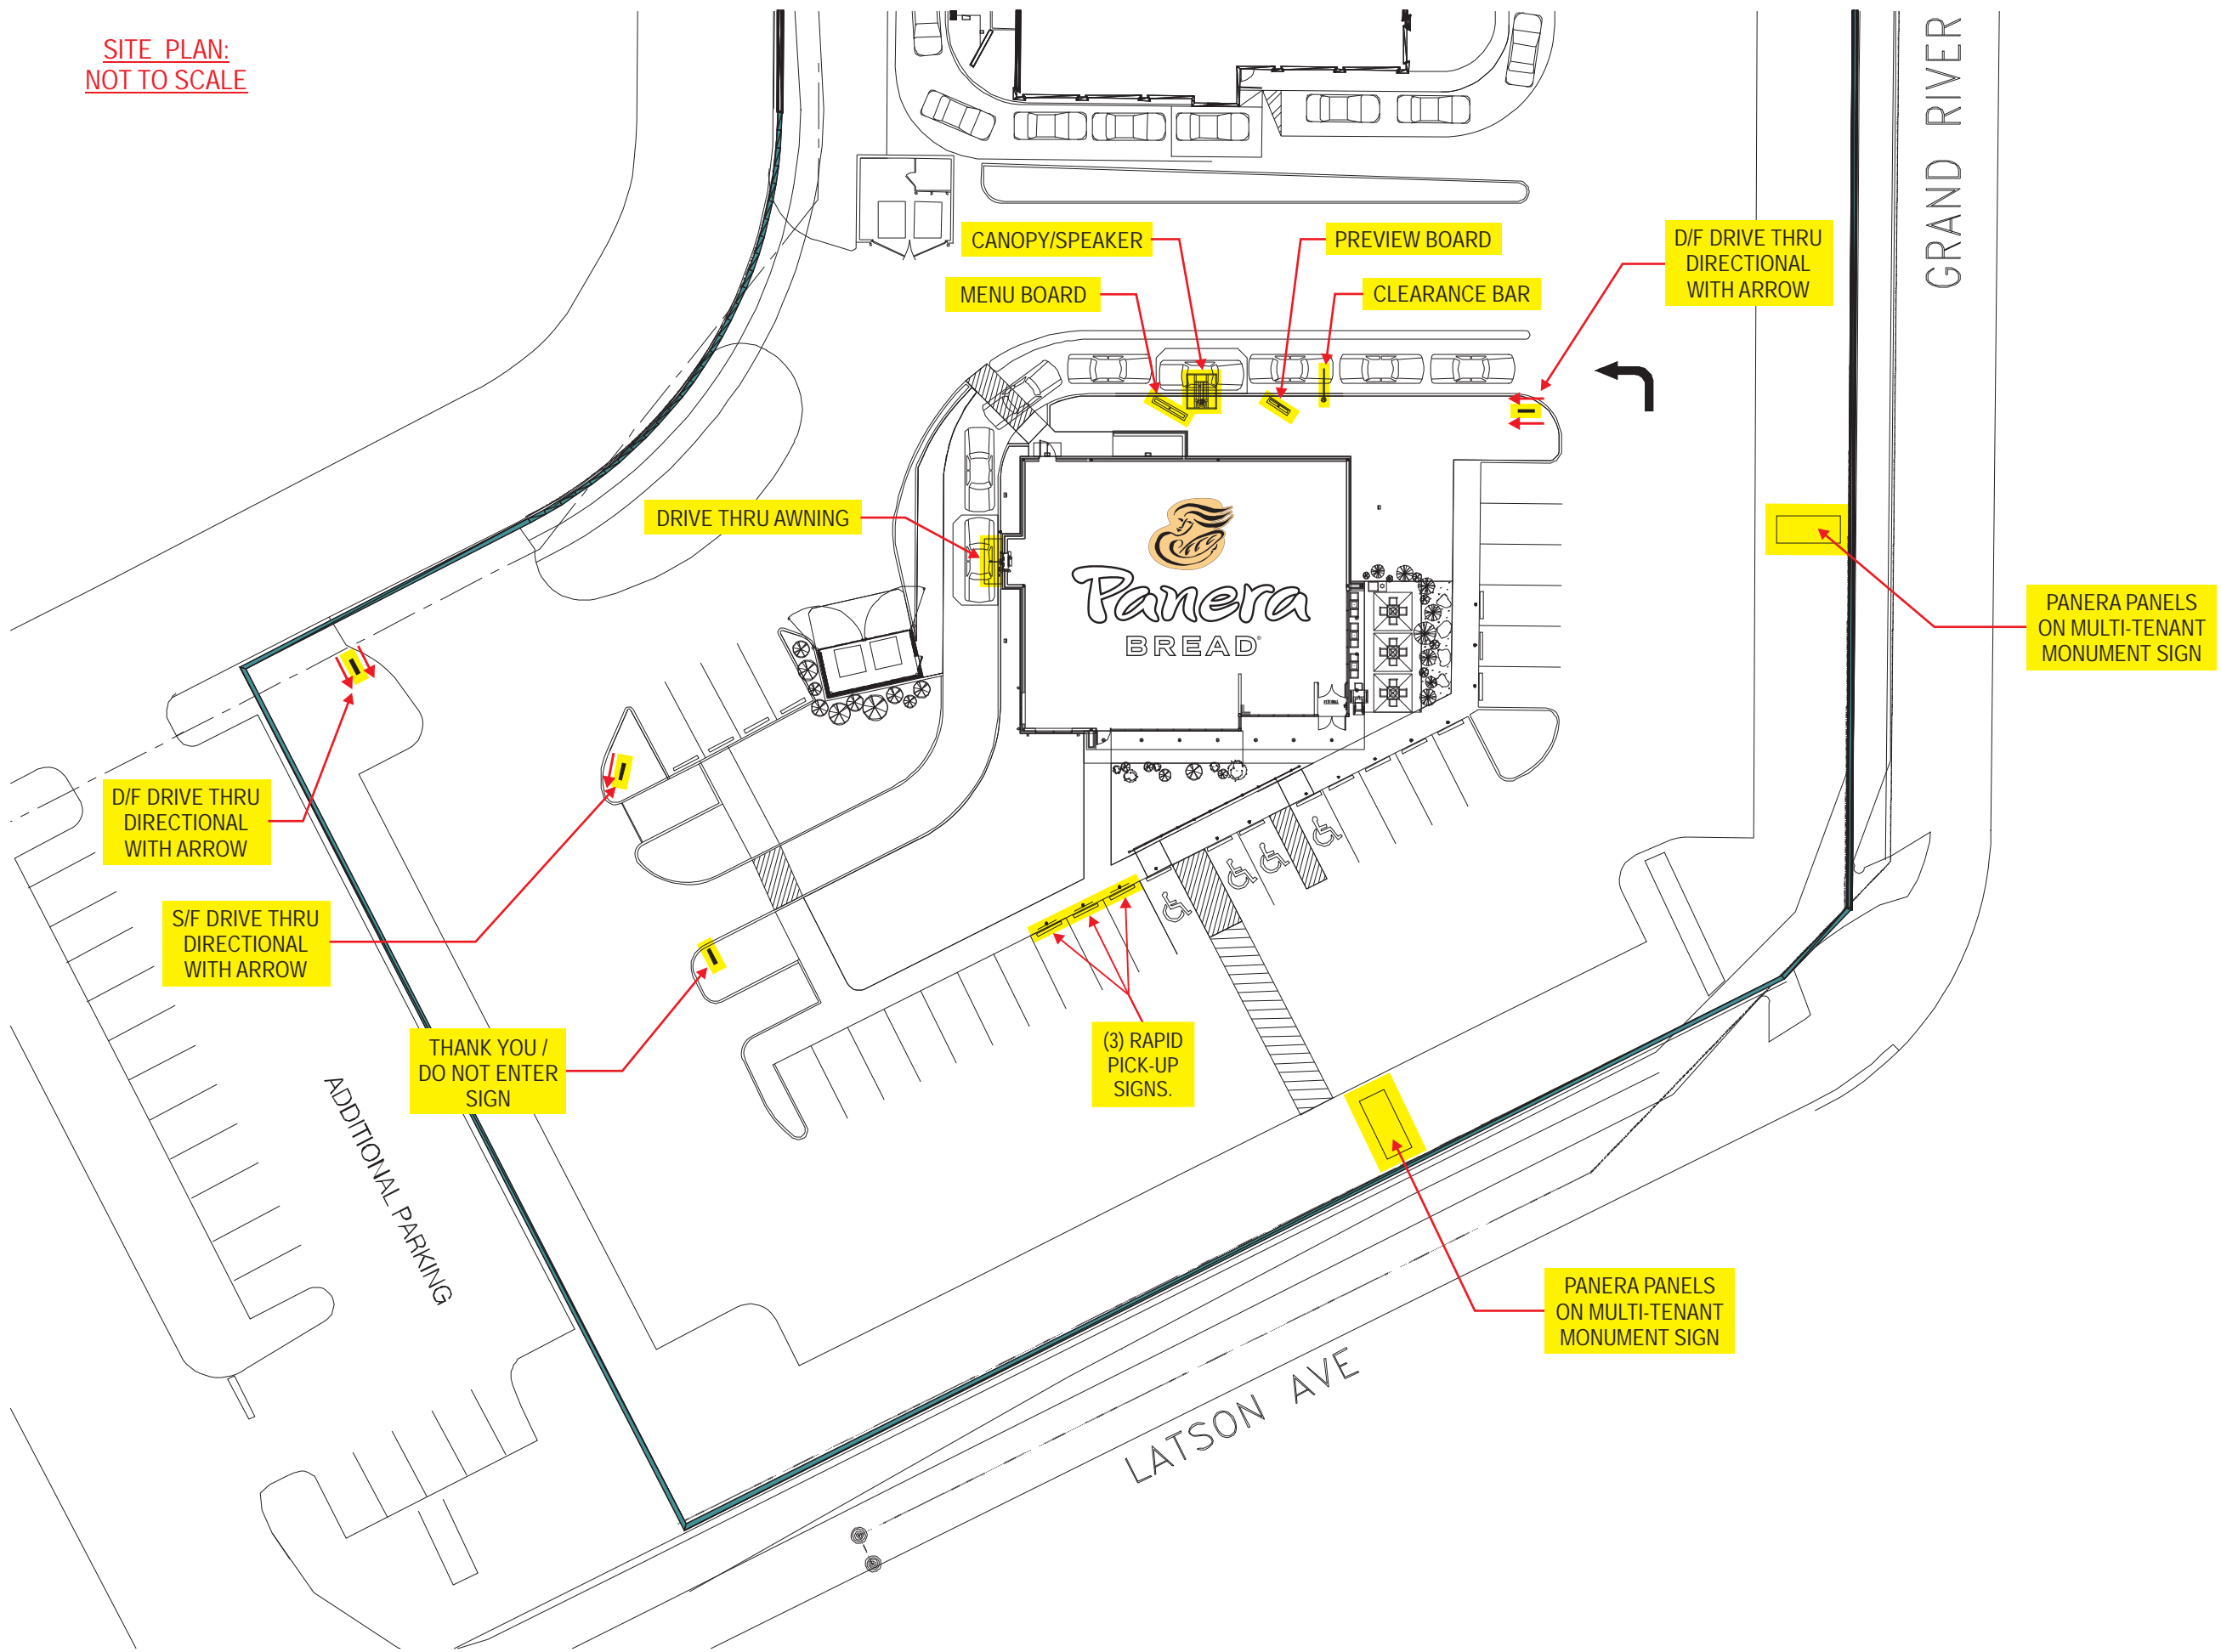 SITE PLAN:
NOT TO SCALE
GRAND RIVER
CANOPY/SPEAKER
PREVIEW BOARD
D/F DRIVE THRU
DIRECTIONAL
WITH ARROW
MENU BOARD
CLEARANCE BAR
DRIVE THRU AWNING
Panera
BREAD®
PANERA PANELS
ON MULTI-TENANT
MONUMENT SIGN
D/F DRIVE THRU
DIRECTIONAL
WITH ARROW
S/F DRIVE THRU
DIRECTIONAL
WITH ARROW
THANK YOU /
DO NOT ENTER
SIGN
(3) RAPID
PICK-UP
SIGNS.
ADDITIONAL PARKING
PANERA PANELS
ON MULTI-TENANT
MONUMENT SIGN
LATSON AVE